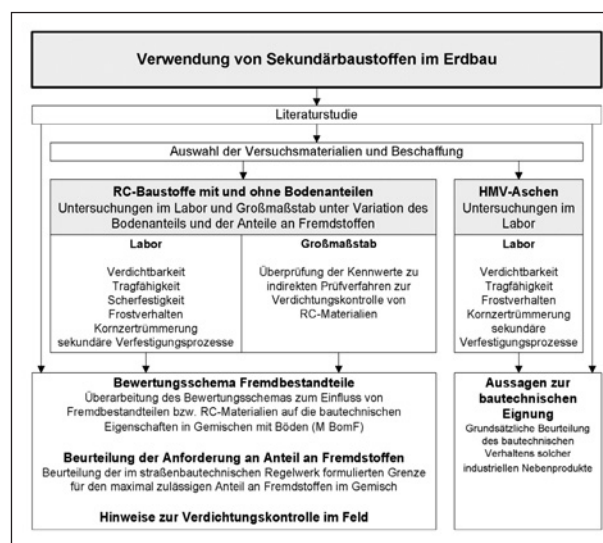 Verwendung von Sekundärbaustoffen im Erdbau
Literaturstudie
Auswahl der Versuchsmaterialien und Beschaffung
RC-Baustoffe mit und ohne Bodenanteilen
Untersuchungen im Labor und Großmaßstab unter Variation des
Bodenanteils und der Anteile an Fremdstoffen
Labor
Verdichtbarkeit
Tragfähigkeit
Scherfestigkeit
Frostverhalten
Kornzertrümmerung
sekundäre Verfestigungsprozesse
Großmaßstab
Überprüfung der Kennwerte zu
indirekten Prüfverfahren zur
Verdichtungskontrolle von
RC-Materialien
HMV-Aschen
Untersuchungen im
Labor
Labor
Verdichtbarkeit
Tragfähigkeit
Frostverhalten
Kornzertrümmerung
sekundäre
Verfestigungsprozesse
Bewertungsschema Fremdbestandteile
Überarbeitung des Bewertungsschemas zum Einfluss von
Fremdbestandteilen bzw. RC-Materialien auf die bautechnischen
Eigenschaften in Gemischen mit Böden (M BomF)
Beurteilung der Anforderung an Anteil an Fremdstoffen
Beurteilung der im straßenbautechnischen Regelwerk formulierten Grenze
für den maximal zulässigen Anteil an Fremdstoffen im Gemisch
Hinweise zur Verdichtungskontrolle im Feld
Aussagen zur
bautechnischen
Eignung
Grundsätzliche Beurteilung
des bautechnischen
Verhaltens solcher
industriellen Nebenprodukte